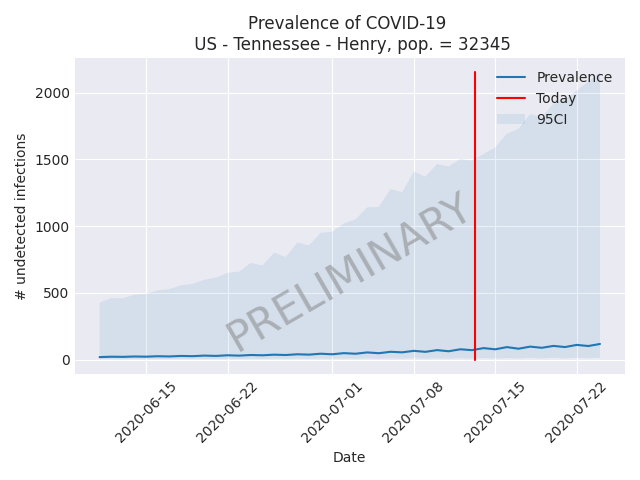 Prevalence of COVID-19
US - Tennessee - Henry, pop. = 32345
Prevalence
Today
95CI
2000
1500
1000
500
0
# undetected infections
PRELIMINARY
2020-06-15
2020-06-22
2020-07-01
2020-07-08
2020-07-15
2020-07-22
Date